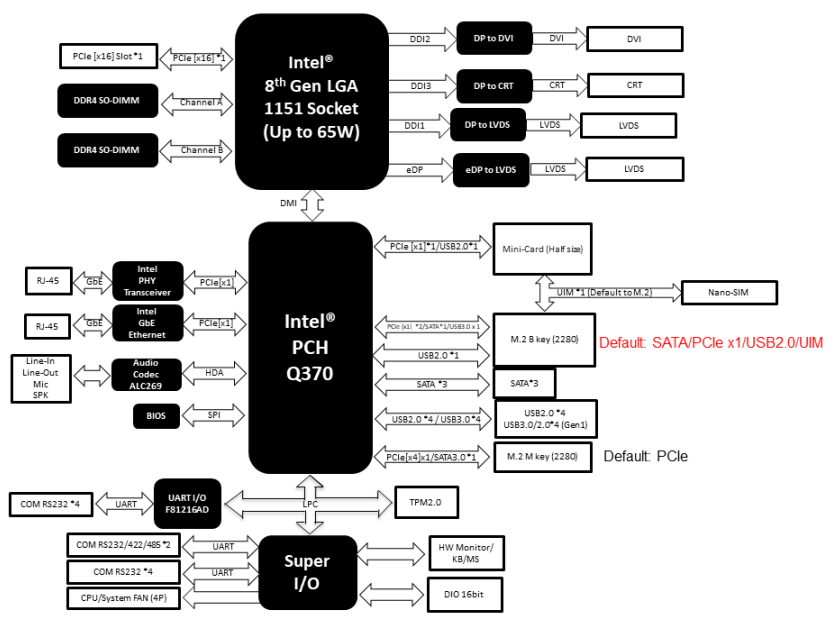 Intel®
8th Gen LGA
1151 Socket
(Up to 65W)
PCIe [x16] Slot *1
PCIe [x16] *1
DDR4 SO-DIMM
Channel A
DDR4 SO-DIMM
Channel B
DDI2
DP to DVI
DVI
DVI
DDI3
DP to CRT
CRT
CRT
DDI1
DP to LVDS
LVDS
LVDS
eDP
eDP to LVDS
LVDS
LVDS
DMI
Intel®
PCH
Q370
RJ-45
GbE
Intel
PHY
Transceiver
PCIe[x1]
RJ-45
GbE
Intel
GbE
Ethernet
PCIe[x1]
Line-In
Line-Out
Mic
SPK
Audio
Codec
ALC269
HDA
BIOS
SPI
PCIe [x1]*1/USB2.0*1
Mini-Card (Half size)
UIM *1 (Default to M.2)
Nano-SIM
PCIe [x1] *2/SATA*1/USB3.0 x 1
USB2.0 *1
M.2 B key (2280)
Default: SATA/PCIe x1/USB2.0/UIM
SATA *3
SATA*3
USB2.0 *4 / USB3.0 *4
USB2.0 *4
USB3.0/2.0*4 (Gen1)
PCIe[x4]x1/SATA3.0 *1
M.2 M key (2280)
Default: PCIe
COM RS232 *4
UART
UART I/O
F81216AD
LPC
TPM2.0
COM RS232/422/485 *2
UART
COM RS232 *4
UART
CPU/System FAN (4P)
Super
I/O
HW Monitor/
KB/MS
DIO 16bit